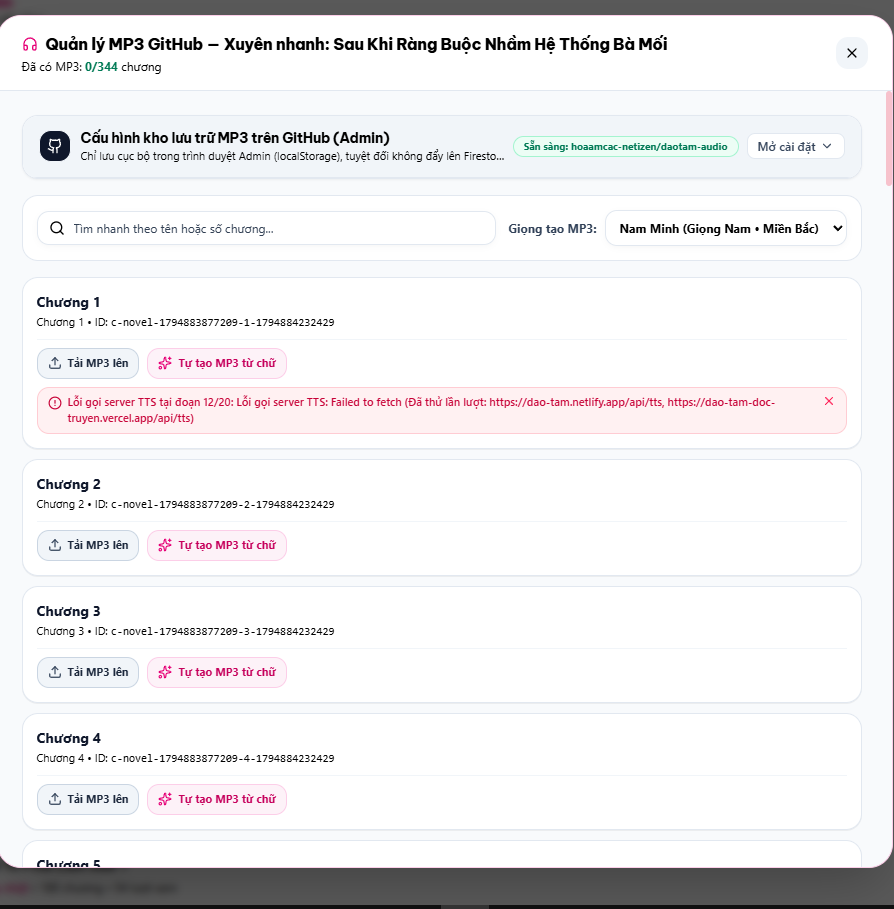 Quản lý MP3 GitHub — Xuyên nhanh: Sau Khi Ràng Buộc Nhầm Hệ Thống Bà Mối
Đã có MP3: 0/344 chương
Cấu hình kho lưu trữ MP3 trên GitHub (Admin)
Chỉ lưu cục bộ trong trình duyệt Admin (localStorage), tuyệt đối không đẩy lên Firesto...
Sẵn sàng: hoaamcac-netizen/daotam-audio
Mở cài đặt
Tìm nhanh theo tên hoặc số chương...
Giọng tạo MP3:
Nam Minh (Giọng Nam • Miền Bắc)
Chương 1
Chương 1 • ID: c-novel-1794883877209-1-1794884232429
Tải MP3 lên
Tự tạo MP3 từ chữ
Lỗi gọi server TTS tại đoạn 12/20: Lỗi gọi server TTS: Failed to fetch (Đã thử lần lượt: https://dao-tam.netlify.app/api/tts, https://dao-tam-doc-
truyen.vercel.app/api/tts)
Chương 2
Chương 2 • ID: c-novel-1794883877209-2-1794884232429
Tải MP3 lên
Tự tạo MP3 từ chữ
Chương 3
Chương 3 • ID: c-novel-1794883877209-3-1794884232429
Tải MP3 lên
Tự tạo MP3 từ chữ
Chương 4
Chương 4 • ID: c-novel-1794883877209-4-1794884232429
Tải MP3 lên
Tự tạo MP3 từ chữ
Chương 5